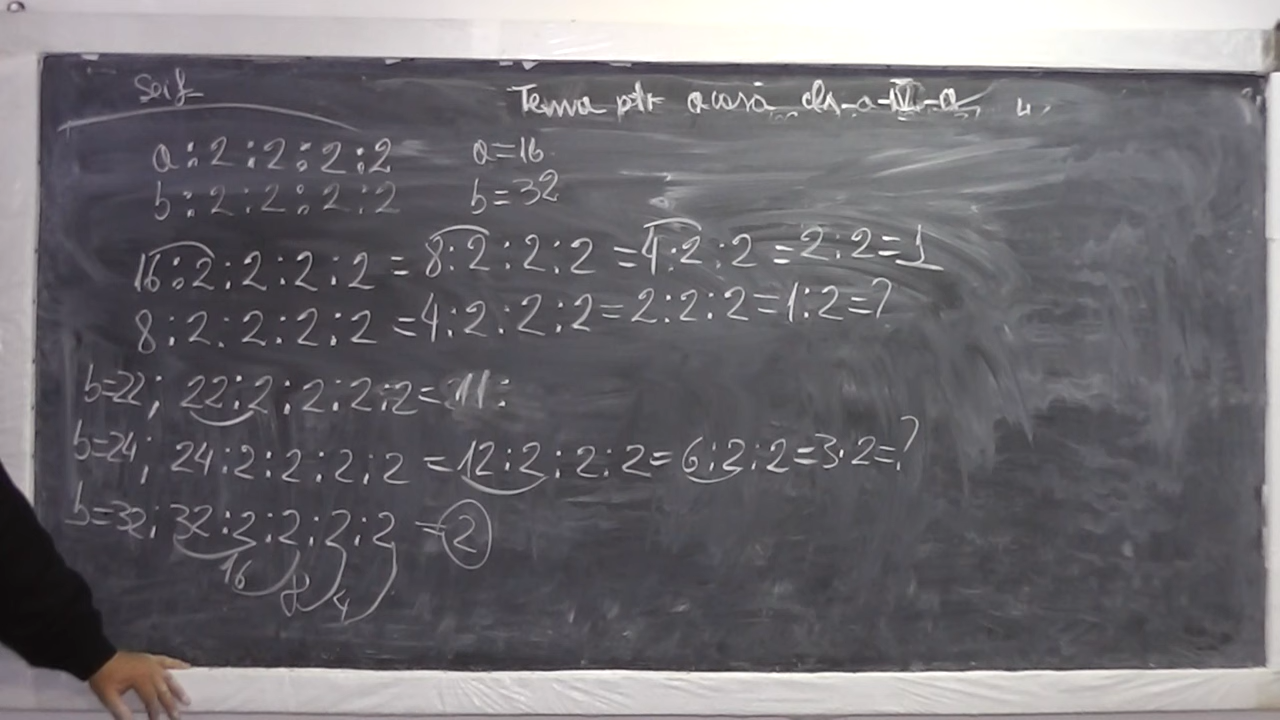 Seif
Tema ptr acasă cls-a-IV-a
a:2:2:2:2 a=16
b:2:2:2:2 b=32
16:2:2:2:2=8:2:2:2=4:2:2=2:2=1
8:2:2:2:2=4:2:2:2=2:2:2=1:2=?
b=22; 22:2:2:2:2=11:
b=24; 24:2:2:2:2=12:2:2:2=6:2:2=3:2=?
b=32; 32:2:2:2:2=2
16 8 4